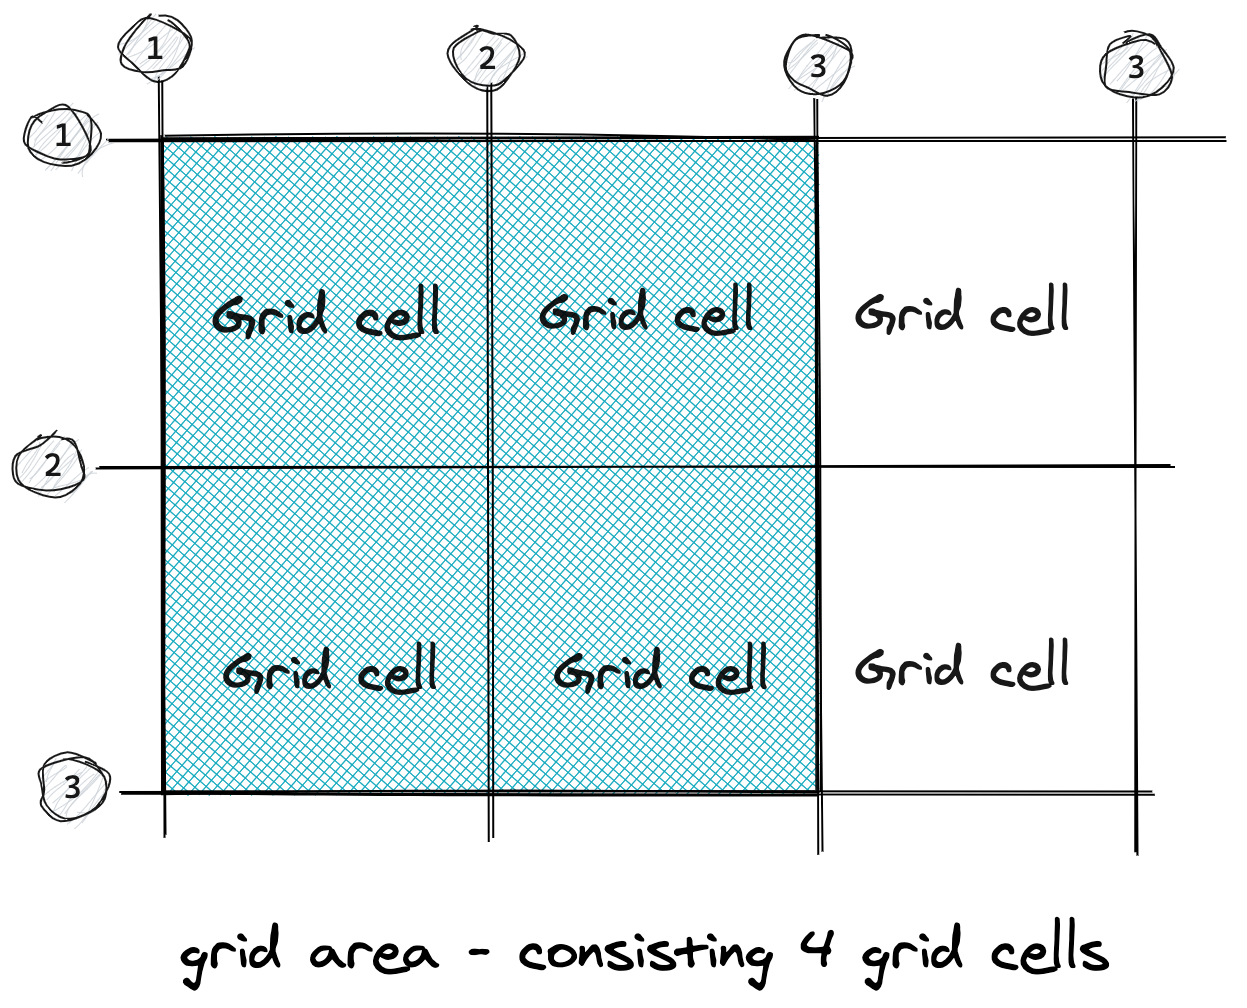 1 2 3 3
1
Grid cell Grid cell Grid cell
2
Grid cell Grid cell Grid cell
3
grid area - consisting 4 grid cells